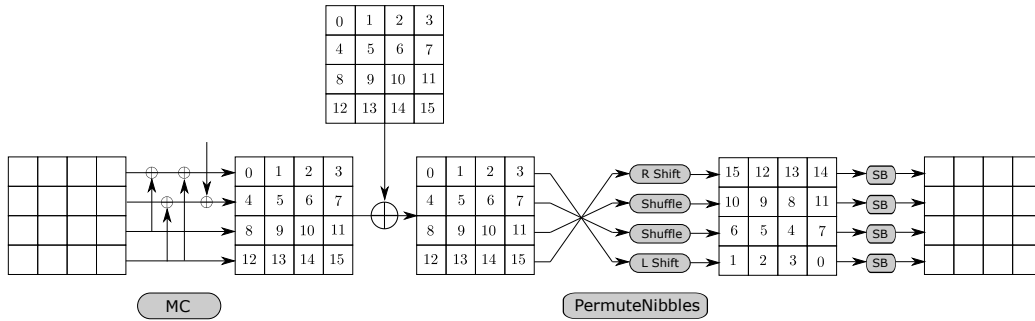 0 1 2 3
4 5 6 7
8 9 10 11
12 13 14 15
0 1 2 3
4 5 6 7
8 9 10 11
12 13 14 15
0 1 2 3
4 5 6 7
8 9 10 11
12 13 14 15
R Shift
Shuffle
Shuffle
L Shift
15 12 13 14
10 9 8 11
6 5 4 7
1 2 3 0
SB
SB
SB
SB
MC
PermuteNibbles